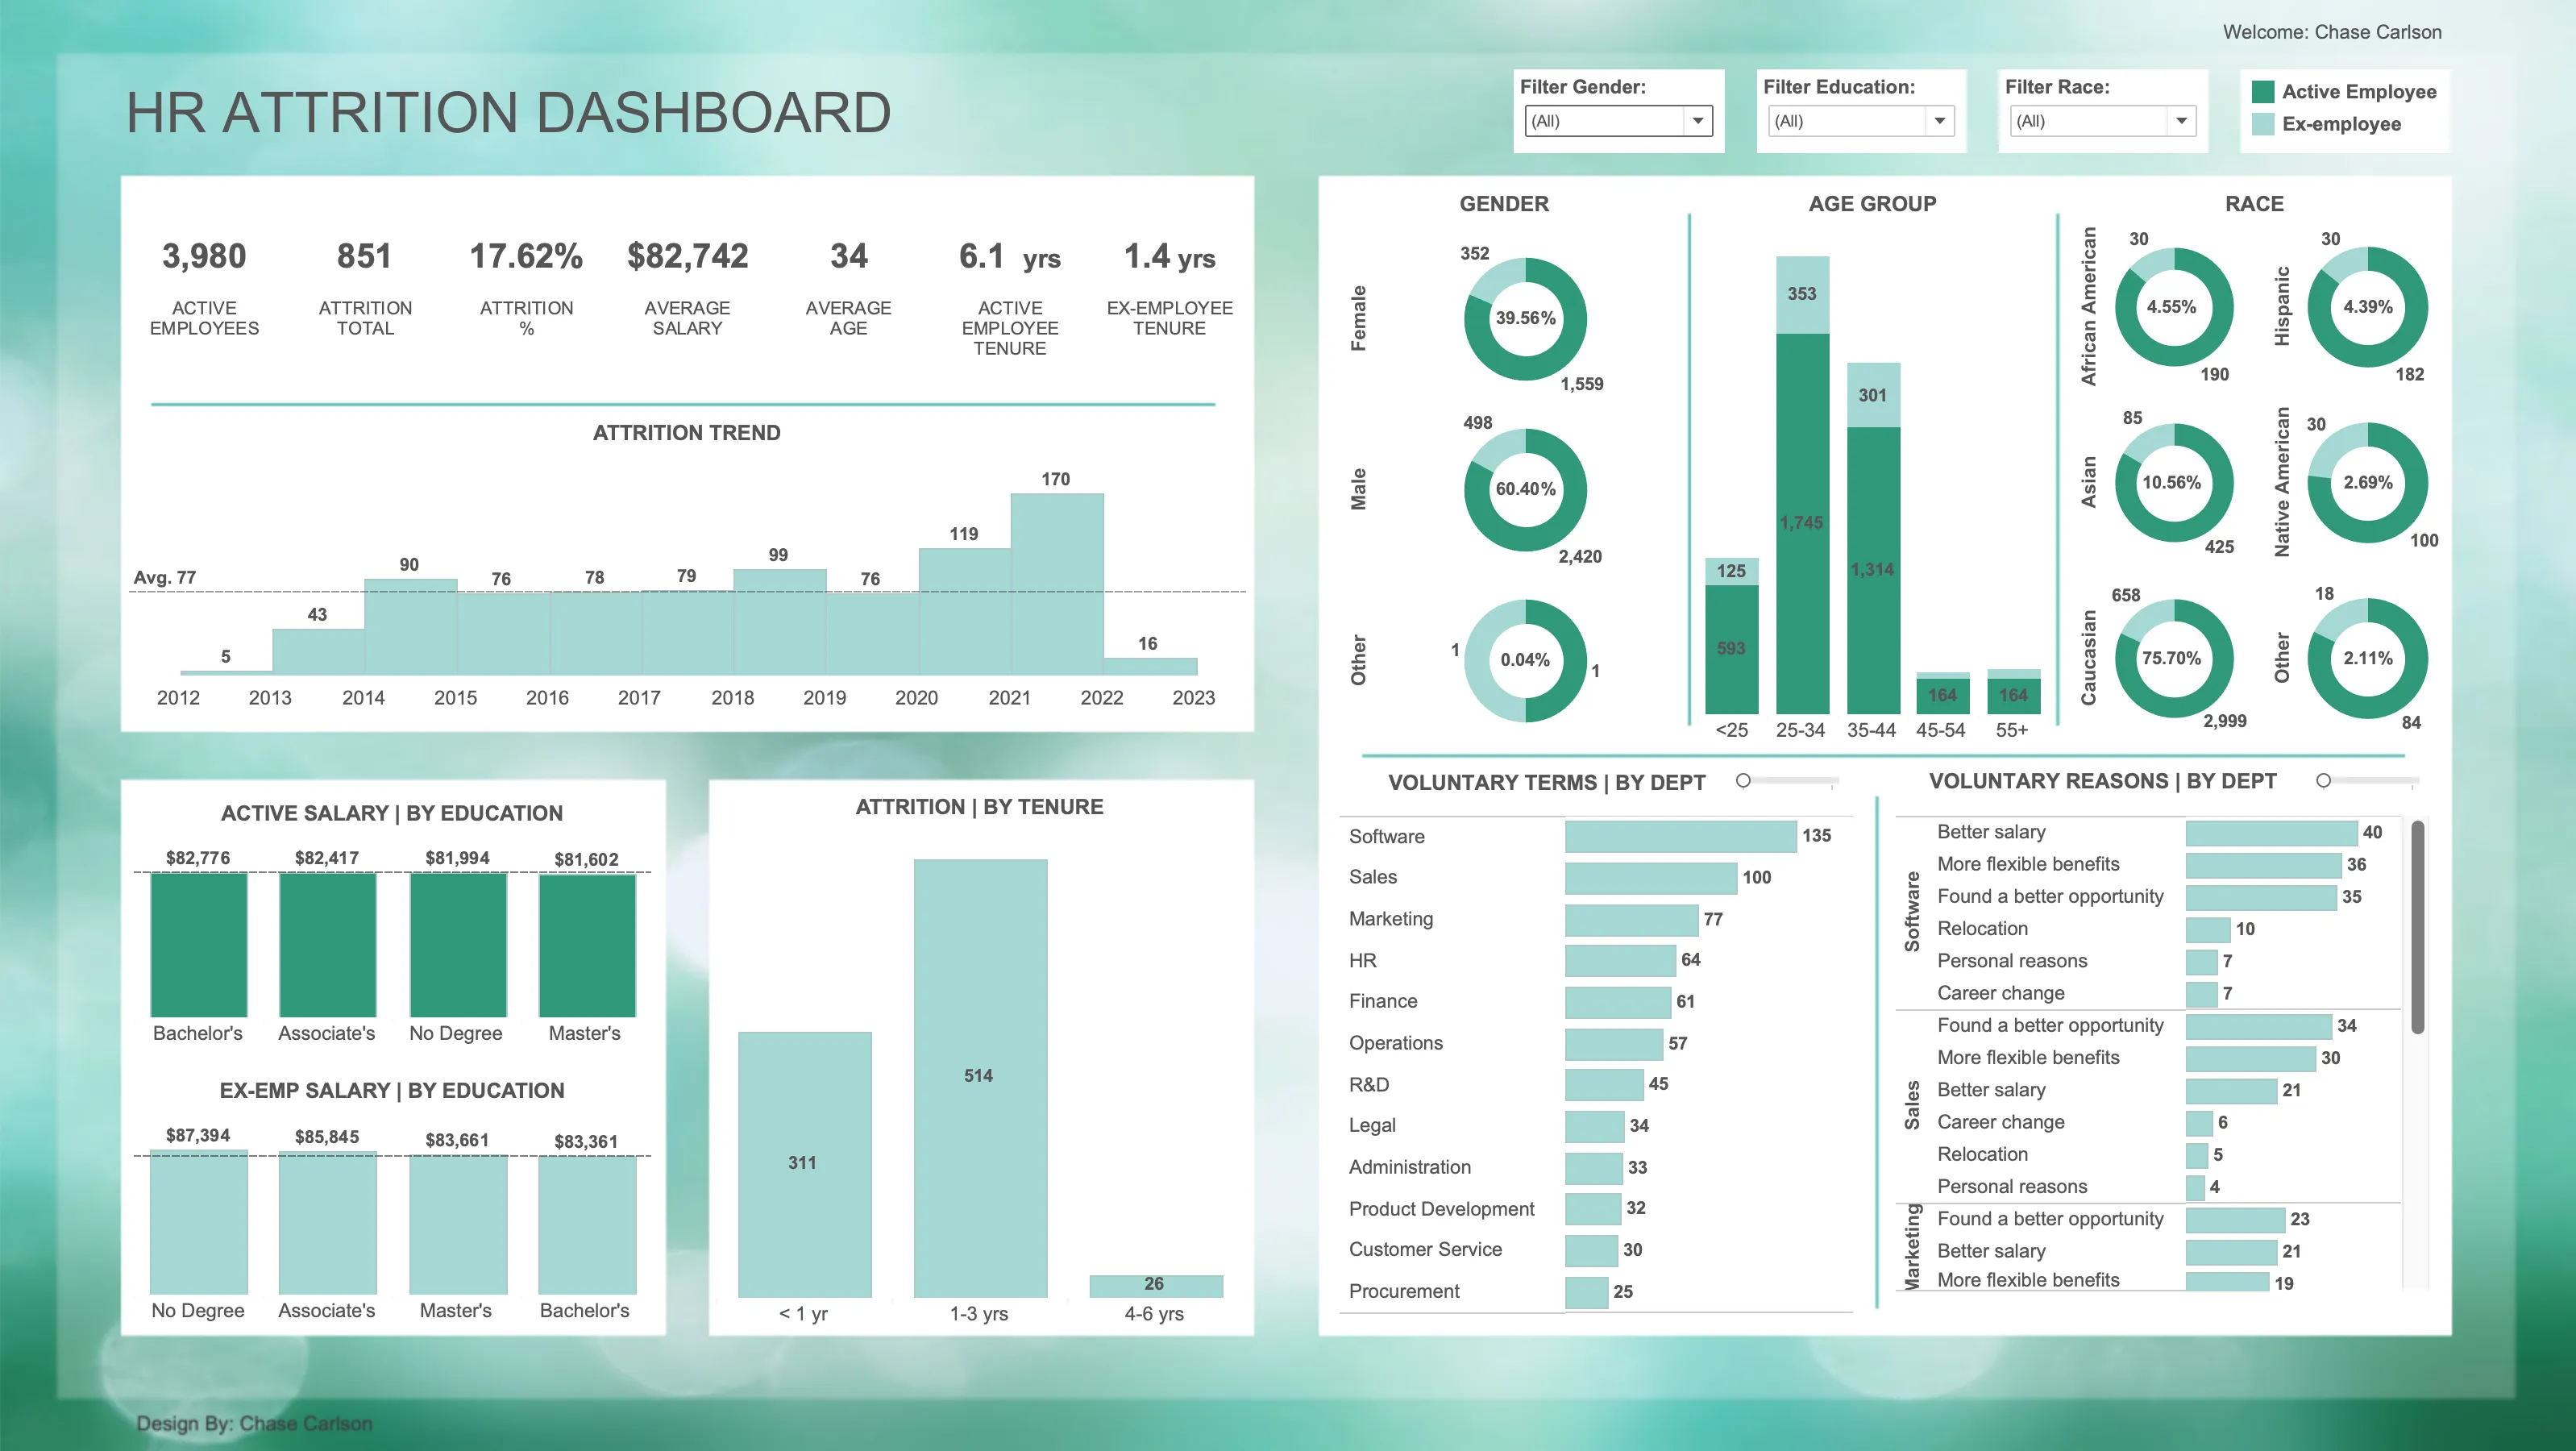 Welcome: Chase Carlson
HR ATTRITION DASHBOARD
Filter Gender:
(All)
Filter Education:
(All)
Filter Race:
(All)
Active Employee
Ex-employee
3,980
ACTIVE
EMPLOYEES
851
ATTRITION
TOTAL
17.62%
ATTRITION
%
$82,742
AVERAGE
SALARY
34
AVERAGE
AGE
6.1 yrs
ACTIVE
EMPLOYEE
TENURE
1.4 yrs
EX-EMPLOYEE
TENURE
ATTRITION TREND
Avg. 77
5
43
90
76
78
79
99
76
119
170
16
2012 2013 2014 2015 2016 2017 2018 2019 2020 2021 2022 2023
ACTIVE SALARY | BY EDUCATION
$82,776 $82,417 $81,994 $81,602
Bachelor's Associate's No Degree Master's
EX-EMP SALARY | BY EDUCATION
$87,394 $85,845 $83,661 $83,361
No Degree Associate's Master's Bachelor's
ATTRITION | BY TENURE
311
514
26
< 1 yr 1-3 yrs 4-6 yrs
GENDER
Female
352
39.56%
1,559
Male
498
60.40%
2,420
Other
1
0.04%
1
AGE GROUP
125
593
353
1,745
301
1,314
164
164
<25 25-34 35-44 45-54 55+
RACE
African American
30
4.55%
190
Hispanic
30
4.39%
182
Asian
85
10.56%
425
Native American
30
2.69%
100
Caucasian
658
75.70%
2,999
Other
18
2.11%
84
VOLUNTARY TERMS | BY DEPT
Software 135
Sales 100
Marketing 77
HR 64
Finance 61
Operations 57
R&D 45
Legal 34
Administration 33
Product Development 32
Customer Service 30
Procurement 25
VOLUNTARY REASONS | BY DEPT
Software
Better salary 40
More flexible benefits 36
Found a better opportunity 35
Relocation 10
Personal reasons 7
Career change 7
Sales
Found a better opportunity 34
More flexible benefits 30
Better salary 21
Career change 6
Relocation 5
Personal reasons 4
Marketing
Found a better opportunity 23
Better salary 21
More flexible benefits 19
Design By: Chase Carlson